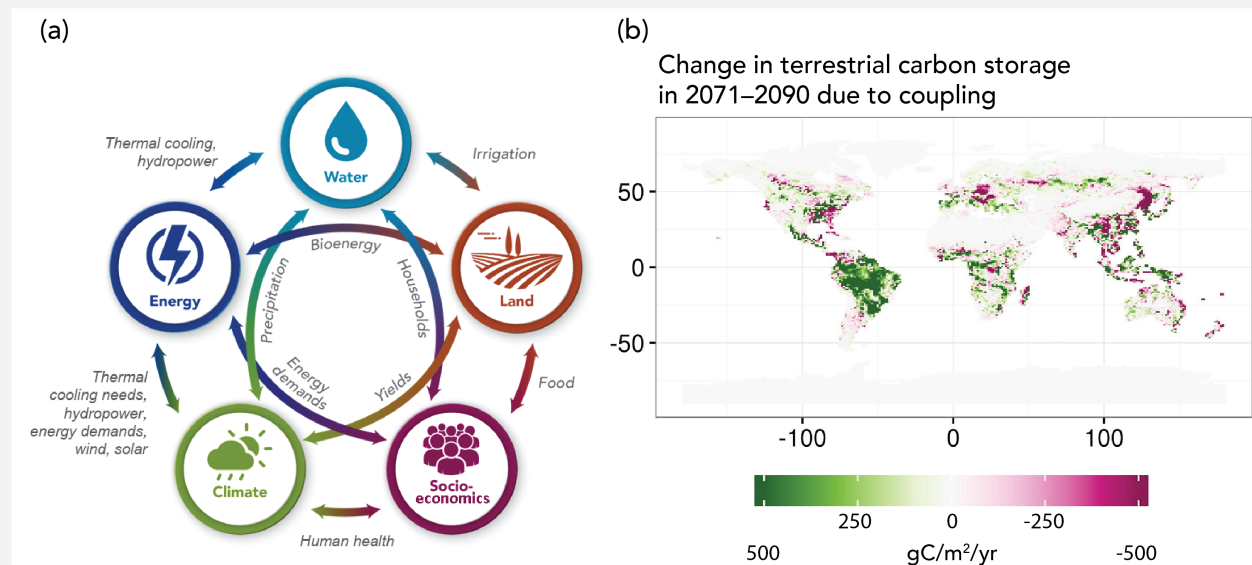 (a)
Water
Energy
Land
Climate
Socio-
economics
Thermal cooling,
hydropower
Irrigation
Bioenergy
Precipitation
Households
Energy
demands
Yields
Thermal
cooling needs,
hydropower,
energy demands,
wind, solar
Food
Human health
(b)
Change in terrestrial carbon storage
in 2071–2090 due to coupling
50
0
-50
-100 0 100
250 0 -250
500 gC/m²/yr -500